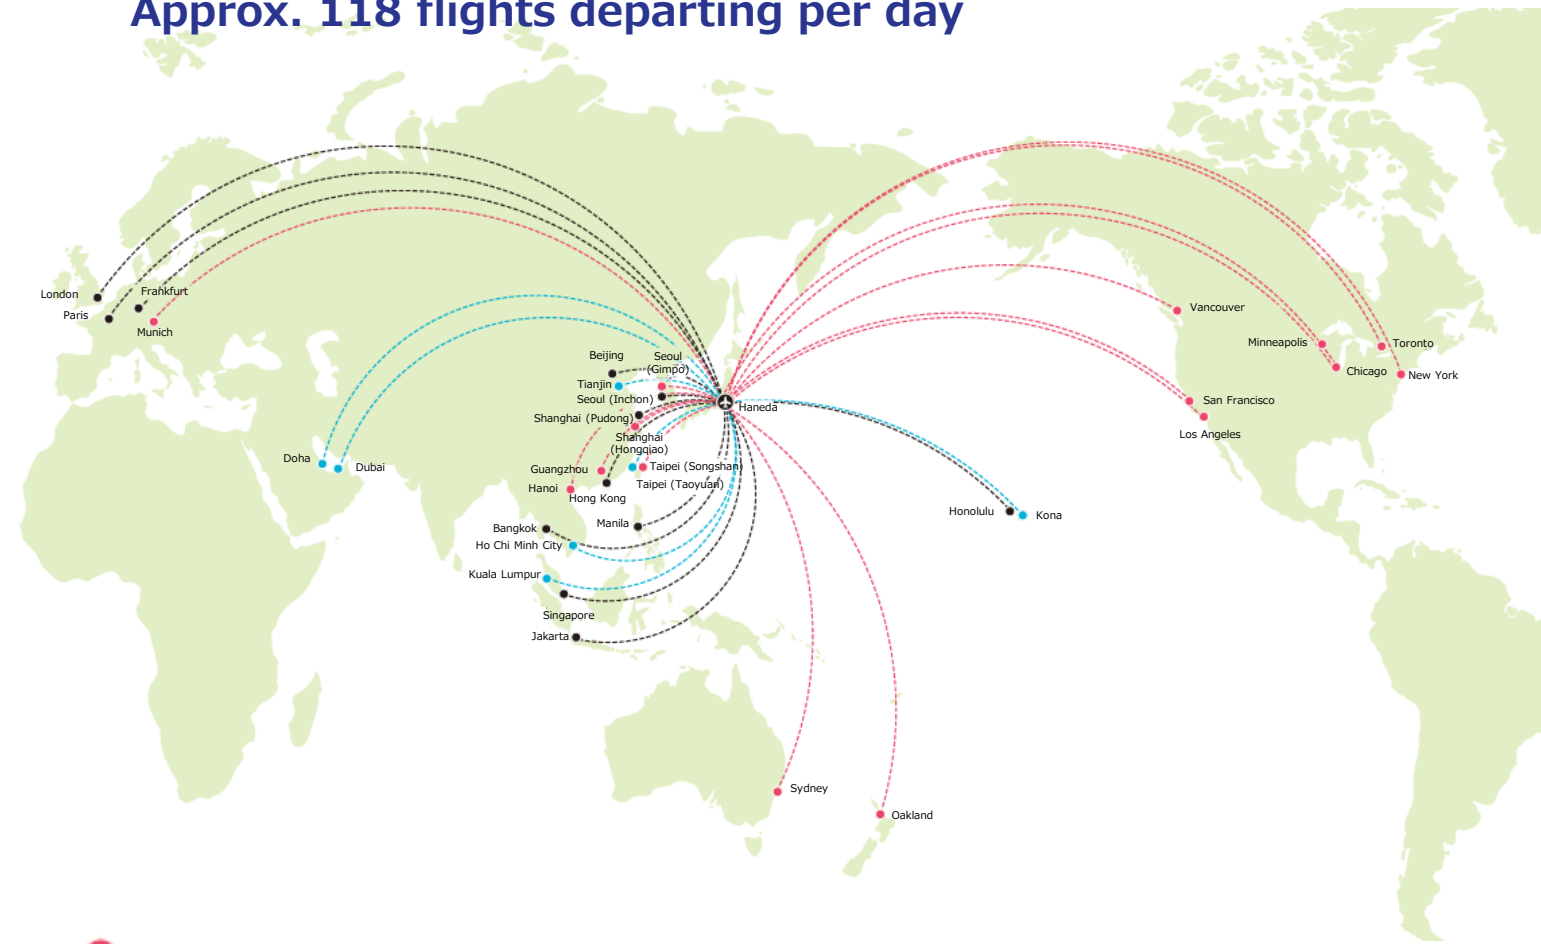 Approx. 118 flights departing per day
London
Frankfurt
Paris
Munich
Vancouver
Minneapolis
Toronto
Chicago
New York
Beijing
Seoul
(Gimpo)
Tianjin
Seoul (Inchon)
Haneda
San Francisco
Shanghai (Pudong)
Los Angeles
Shanghai
(Hongqiao)
Doha
Dubai
Guangzhou
Taipei (Songshan)
Hanoi
Taipei (Taoyuan)
Hong Kong
Honolulu
Kona
Bangkok
Manila
Ho Chi Minh City
Kuala Lumpur
Singapore
Jakarta
Sydney
Oakland